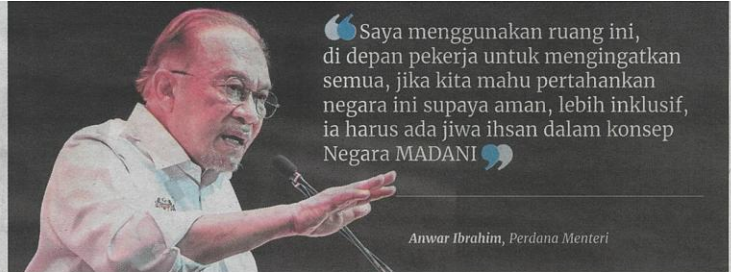 Saya menggunakan ruang ini,
di depan pekerja untuk mengingatkan
semua, jika kita mahu pertahankan
negara ini supaya aman, lebih inklusif,
ia harus ada jiwa ihsan dalam konsep
Negara MADANI
Anwar Ibrahim, Perdana Menteri